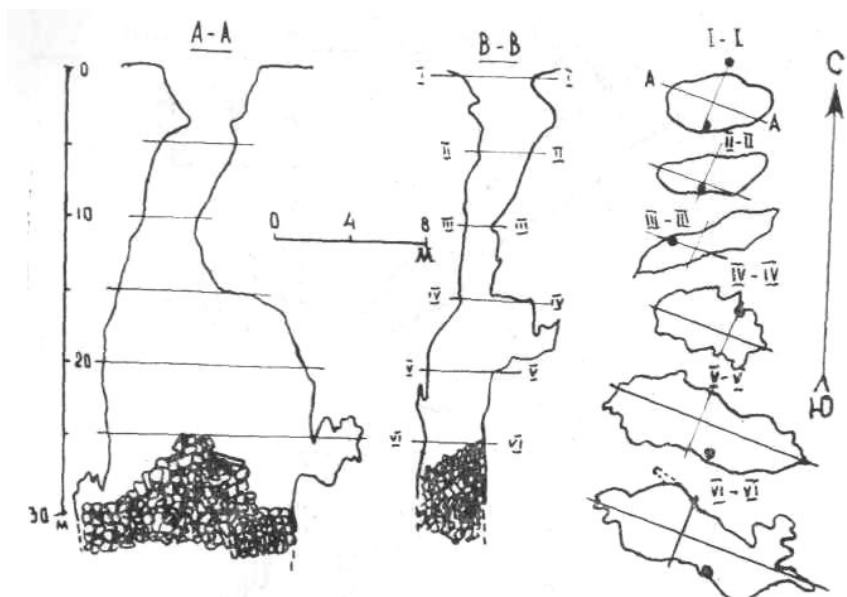 A-A
B-B
I-I
0
10
20
30
м
0 4 8
м
I I
II II
III III
IV IV
V V
VI VI
A A
II-II
III-III
IV-IV
V-V
VI-VI
С
Ю